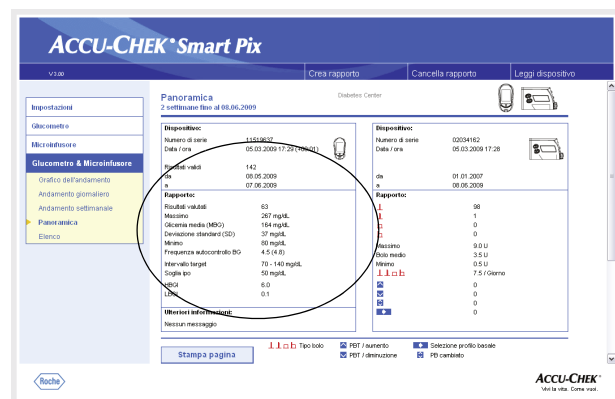 ACCU-CHEK® Smart Pix
V 3.00
Crea rapporto Cancella rapporto Leggi dispositivo
Impostazioni
Glucometro
Microinfusore
Glucometro & Microinfusore
Grafico dell'andamento
Andamento giornaliero
Andamento settimanale
Panoramica
Elenco
Panoramica
Diabetes Center
2 settimane fino al 08.06.2009
Dispositivo:
Numero di serie 11519637
Data / ora 05.03.2009 17:29 (+00:01)
Risultati validi 142
da 08.05.2009
a 07.06.2009
Rapporto:
Risultati valutati 63
Massimo 267 mg/dL
Glicemia media (MBG) 164 mg/dL
Deviazione standard (SD) 37 mg/dL
Minimo 80 mg/dL
Frequenza autocontrollo BG 4.5 (4.8)
Intervallo target 70 - 140 mg/dL
Soglia ipo 50 mg/dL
HBGI 6.0
LBGI 0.1
Ulteriori informazioni:
Nessun messaggio
Dispositivo:
Numero di serie 02034162
Data / ora 05.03.2009 17:28
da 01.01.2007
a 08.06.2009
Rapporto:
98
1
0
0
Massimo 9.0 U
Bolo medio 3.5 U
Minimo 0.5 U
7.5 / Giorno
0
0
0
0
Stampa pagina
Tipo bolo PBT / aumento Selezione profilo basale
PBT / diminuzione PB cambiato
Roche
ACCU-CHEK®
Vivi la vita. Come vuoi.